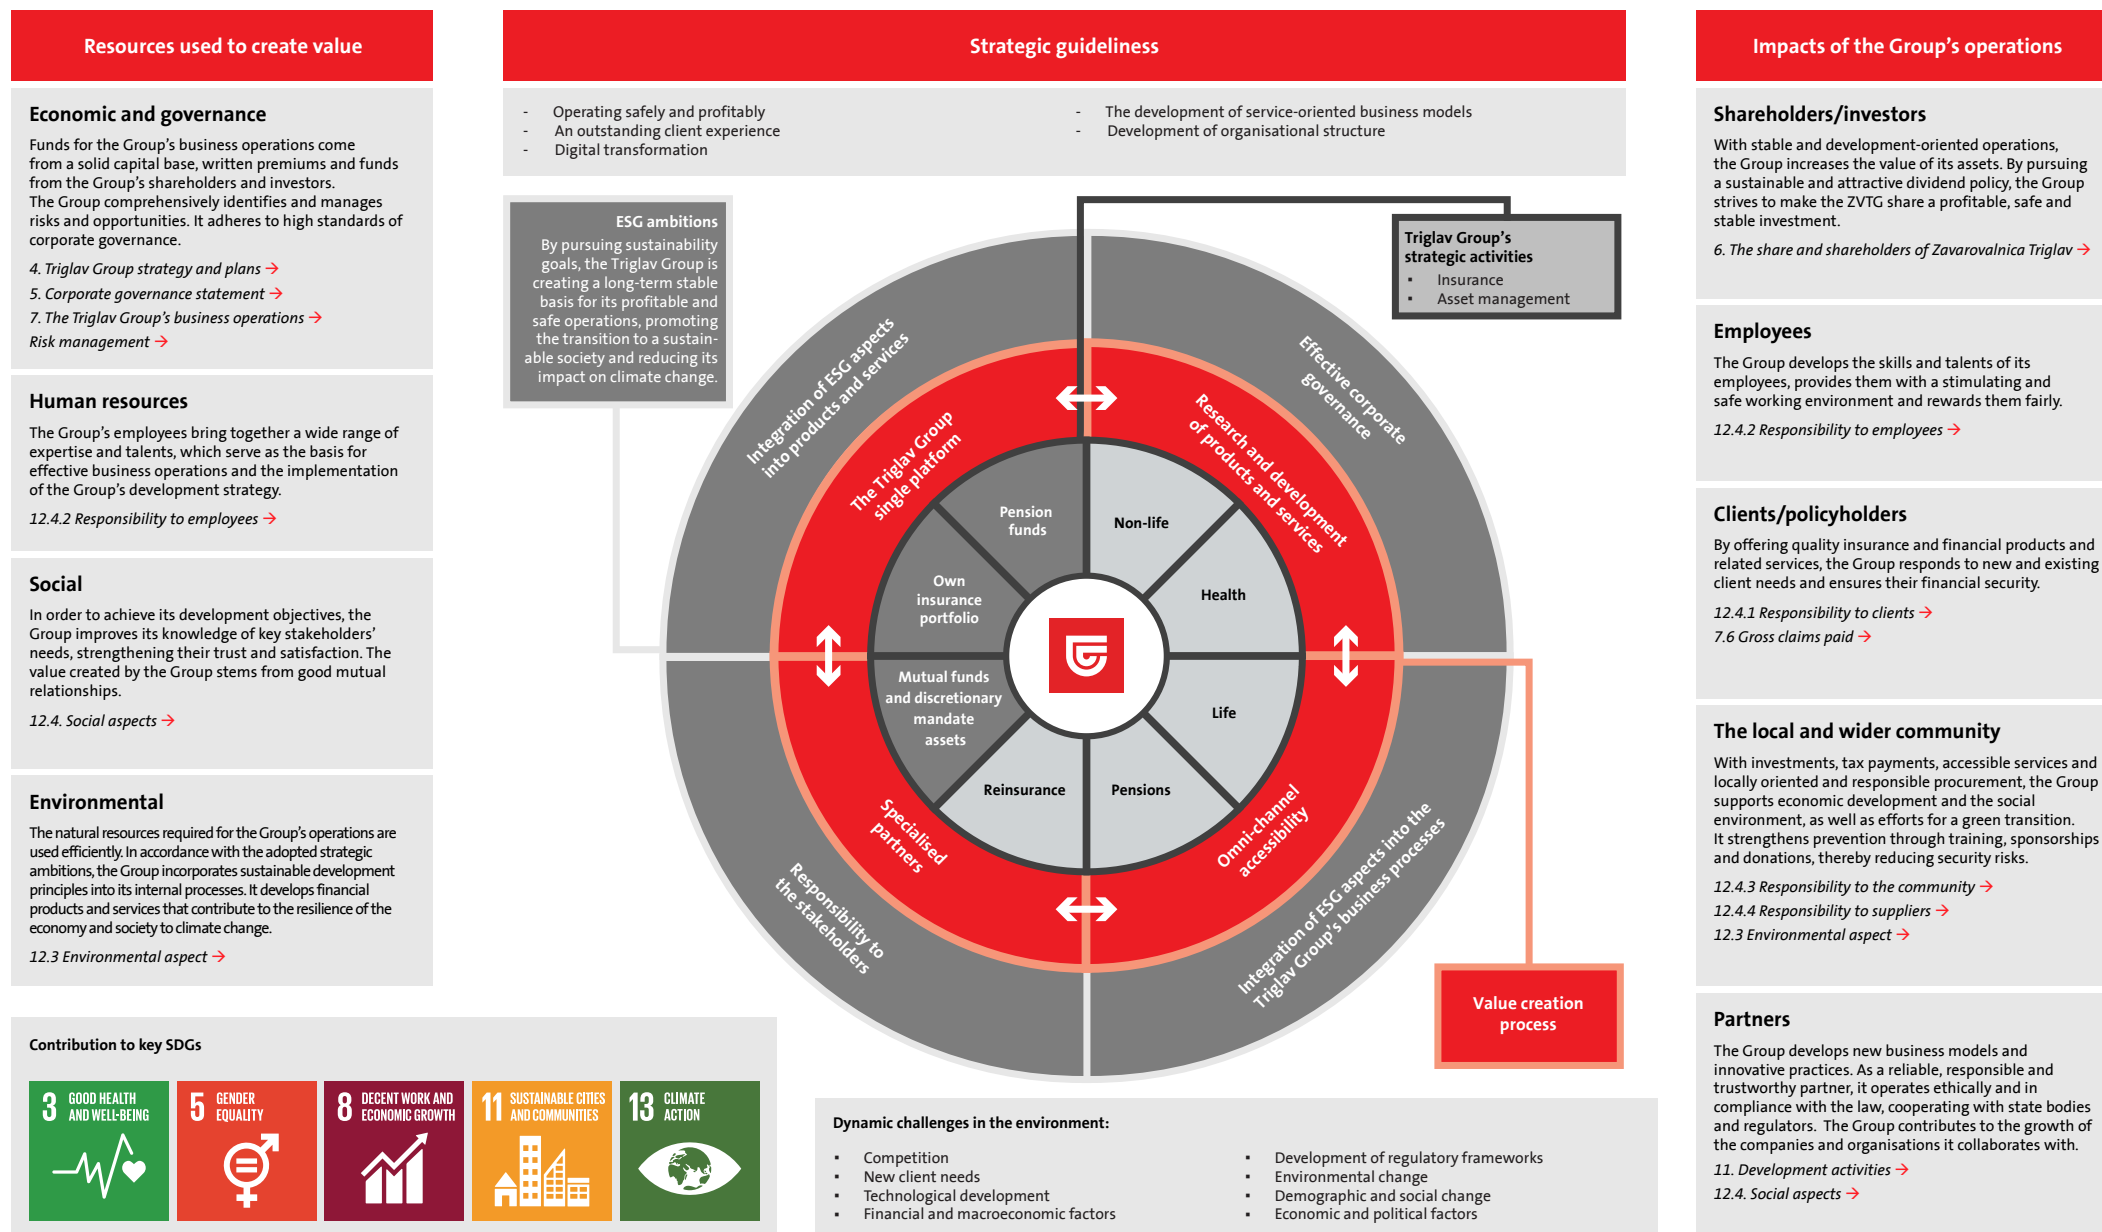 Resources used to create value
Economic and governance
Funds for the Group's business operations come
from a solid capital base, written premiums and funds
from the Group's shareholders and investors.
The Group comprehensively identifies and manages
risks and opportunities. It adheres to high standards of
corporate governance.
4. Triglav Group strategy and plans →
5. Corporate governance statement →
7. The Triglav Group's business operations →
Risk management →
Human resources
The Group's employees bring together a wide range of
expertise and talents, which serve as the basis for
effective business operations and the implementation
of the Group's development strategy.
12.4.2 Responsibility to employees →
Social
In order to achieve its development objectives, the
Group improves its knowledge of key stakeholders'
needs, strengthening their trust and satisfaction. The
value created by the Group stems from good mutual
relationships.
12.4. Social aspects →
Environmental
The natural resources required for the Group's operations are
used efficiently. In accordance with the adopted strategic
ambitions, the Group incorporates sustainable development
principles into its internal processes. It develops financial
products and services that contribute to the resilience of the
economy and society to climate change.
12.3 Environmental aspect →
Contribution to key SDGs
3 GOOD HEALTH
AND WELL-BEING
5 GENDER
EQUALITY
8 DECENT WORK AND
ECONOMIC GROWTH
11 SUSTAINABLE CITIES
AND COMMUNITIES
13 CLIMATE
ACTION
Strategic guideliness
- Operating safely and profitably
- An outstanding client experience
- Digital transformation
- The development of service-oriented business models
- Development of organisational structure
ESG ambitions
By pursuing sustainability
goals, the Triglav Group is
creating a long-term stable
basis for its profitable and
safe operations, promoting
the transition to a sustain-
able society and reducing its
impact on climate change.
Triglav Group's
strategic activities
▪ Insurance
▪ Asset management
Integration of ESG aspects
into products and services
Effective corporate
governance
The Triglav Group
single platform
Research and development
of products and services
Pension
funds
Non-life
Own
insurance
portfolio
Health
Mutual funds
and discretionary
mandate
assets
Life
Reinsurance
Pensions
Specialised
partners
Omni-channel
accessibility
Responsibility to
the stakeholders
Integration of ESG aspects into the
Triglav Group's business processes
Value creation
process
Dynamic challenges in the environment:
▪ Competition
▪ New client needs
▪ Technological development
▪ Financial and macroeconomic factors
▪ Development of regulatory frameworks
▪ Environmental change
▪ Demographic and social change
▪ Economic and political factors
Impacts of the Group's operations
Shareholders/investors
With stable and development-oriented operations,
the Group increases the value of its assets. By pursuing
a sustainable and attractive dividend policy, the Group
strives to make the ZVTG share a profitable, safe and
stable investment.
6. The share and shareholders of Zavarovalnica Triglav →
Employees
The Group develops the skills and talents of its
employees, provides them with a stimulating and
safe working environment and rewards them fairly.
12.4.2 Responsibility to employees →
Clients/policyholders
By offering quality insurance and financial products and
related services, the Group responds to new and existing
client needs and ensures their financial security.
12.4.1 Responsibility to clients →
7.6 Gross claims paid →
The local and wider community
With investments, tax payments, accessible services and
locally oriented and responsible procurement, the Group
supports economic development and the social
environment, as well as efforts for a green transition.
It strengthens prevention through training, sponsorships
and donations, thereby reducing security risks.
12.4.3 Responsibility to the community →
12.4.4 Responsibility to suppliers →
12.3 Environmental aspect →
Partners
The Group develops new business models and
innovative practices. As a reliable, responsible and
trustworthy partner, it operates ethically and in
compliance with the law, cooperating with state bodies
and regulators. The Group contributes to the growth of
the companies and organisations it collaborates with.
11. Development activities →
12.4. Social aspects →